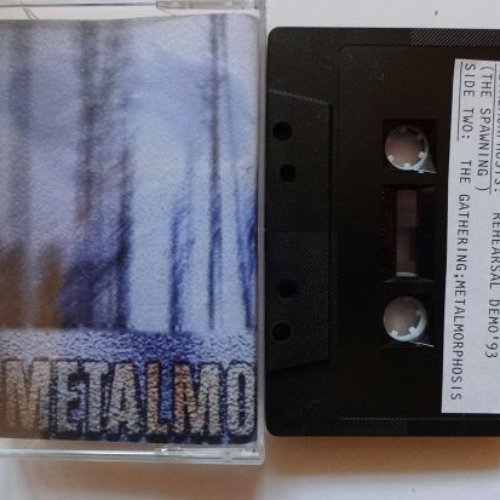 METALMO
REHEARSAL DEMO'93
(THE SPAWNING )
SIDE TWO: THE GATHERING;METALMORPHOSIS